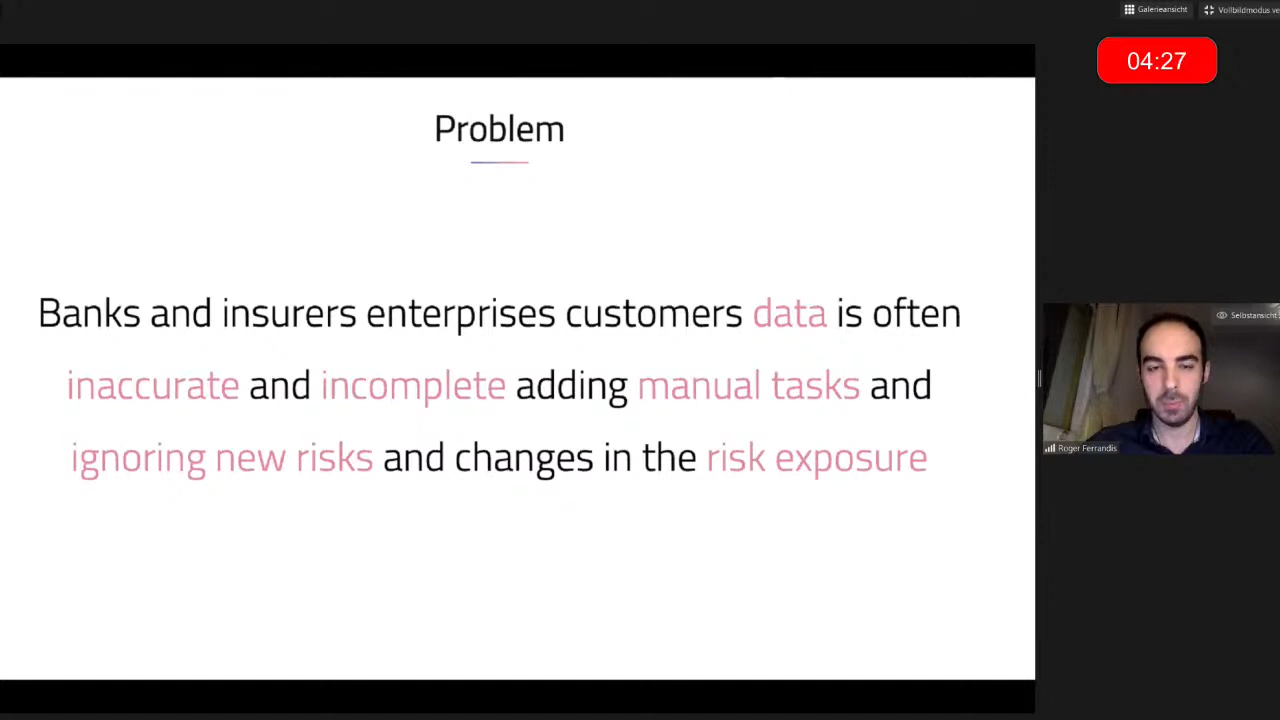 Galerieansicht
Vollbildmodus ve
04:27
Problem
Banks and insurers enterprises customers data is often
inaccurate and incomplete adding manual tasks and
ignoring new risks and changes in the risk exposure
Selbstansicht
Roger Ferrandis